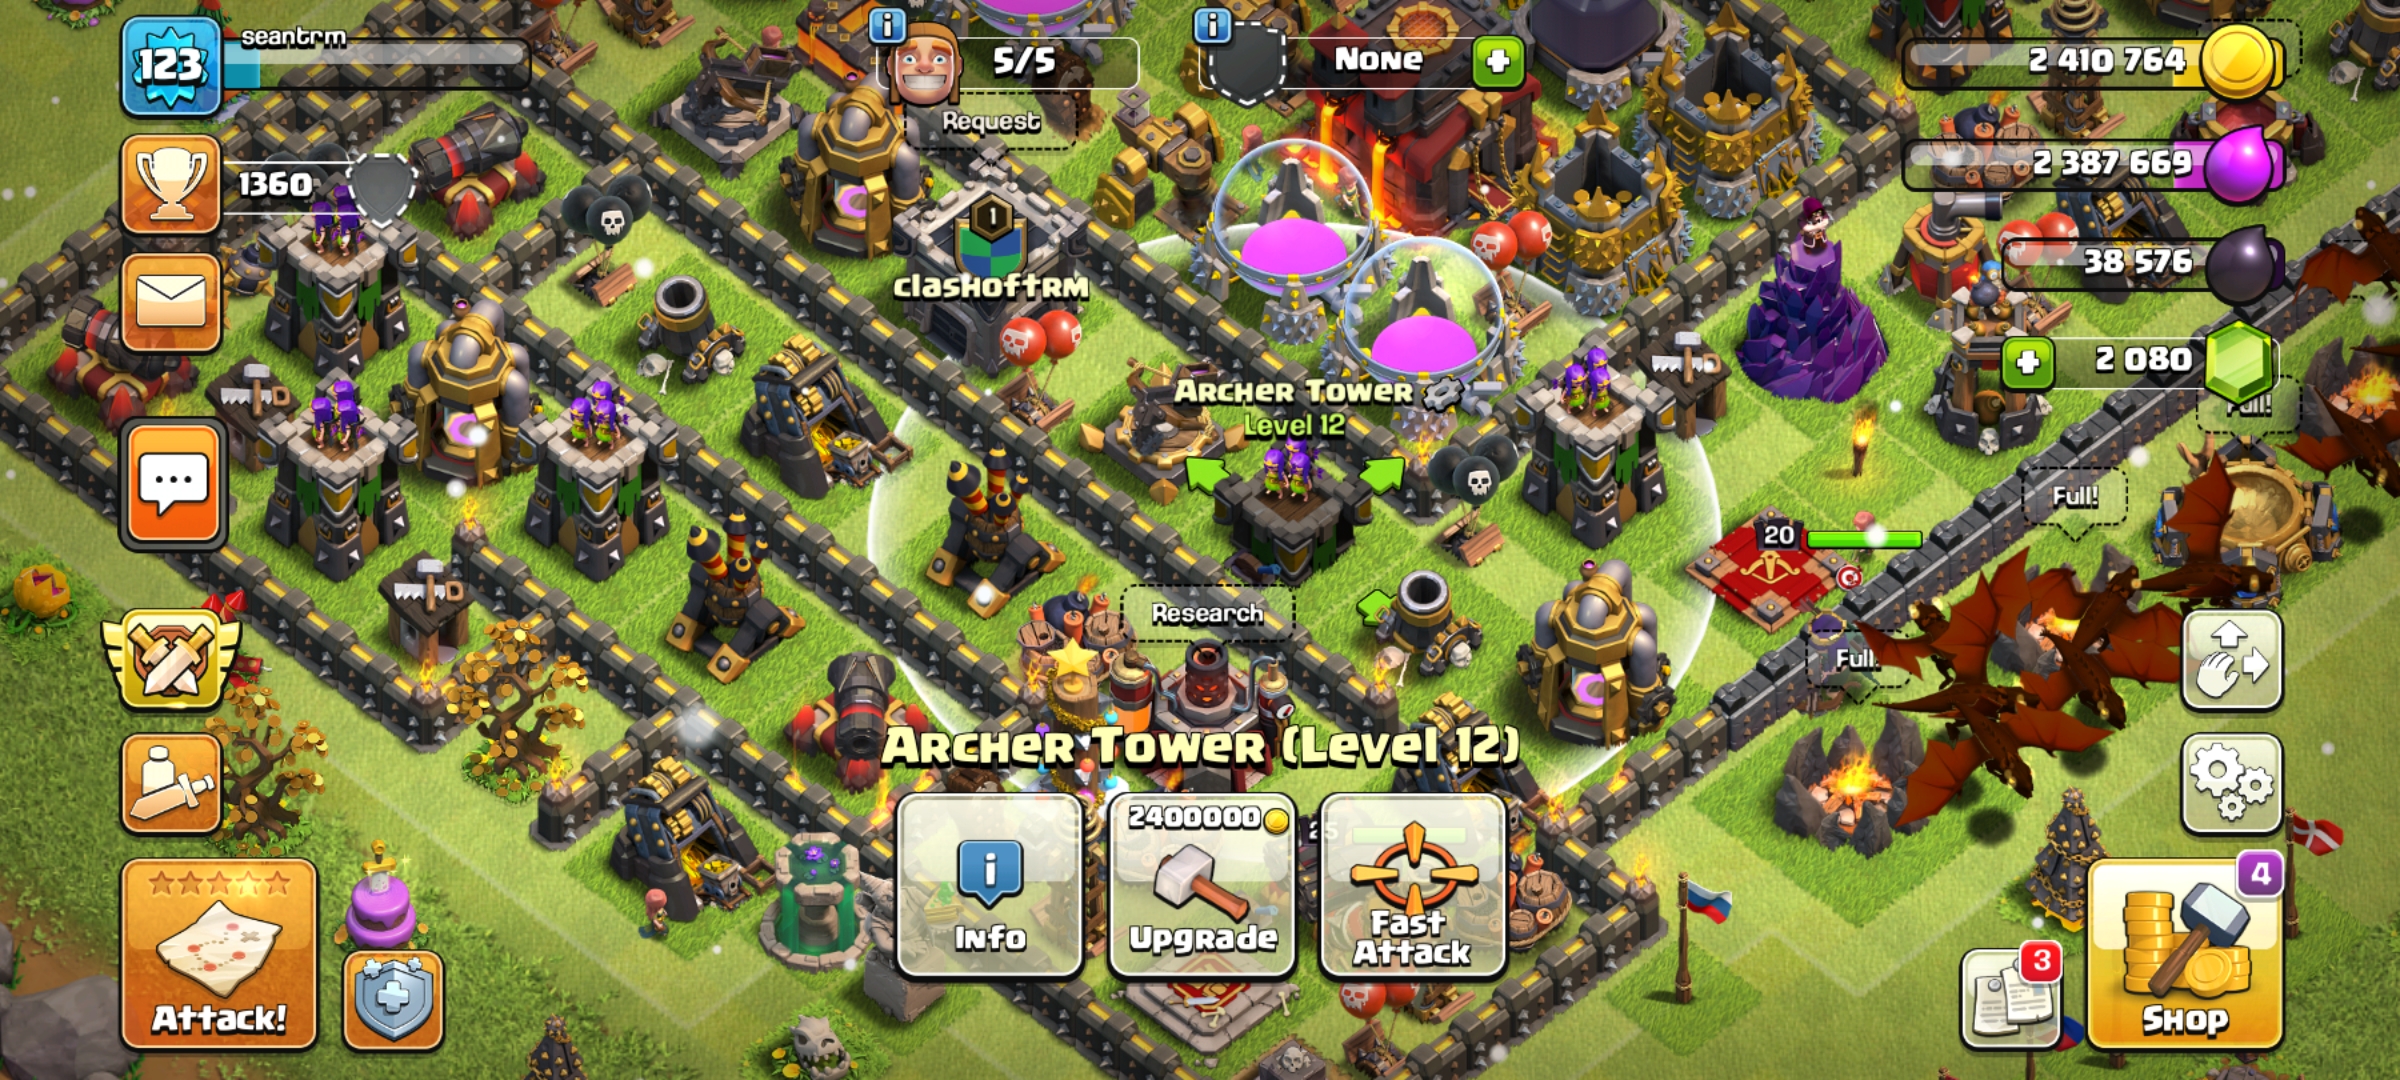 123
seantrm
5/5
None
2 410 764
Request
1360
2 387 669
1
clashoftRM
38 576
2 080
Full!
Archer Tower
Level 12
Full!
20
Research
Full!
Archer Tower (Level 12)
2400000
25
Info
Upgrade
Fast
Attack
4
3
Attack!
Shop